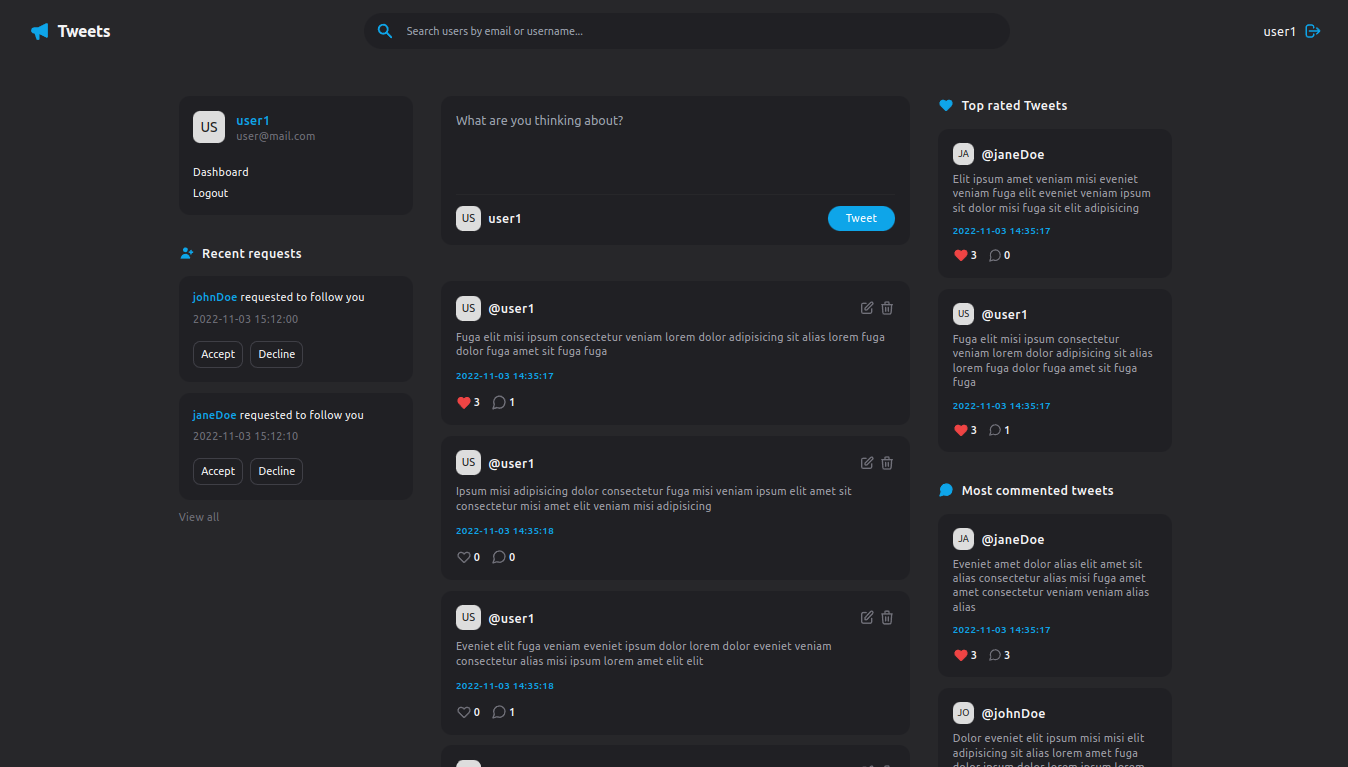 Tweets
Search users by email or username...
user1
US
user1
user@mail.com
Dashboard
Logout
Recent requests
johnDoe requested to follow you
2022-11-03 15:12:00
Accept
Decline
janeDoe requested to follow you
2022-11-03 15:12:10
Accept
Decline
View all
What are you thinking about?
US
user1
Tweet
US
@user1
Fuga elit misi ipsum consectetur veniam lorem dolor adipisicing sit alias lorem fuga
dolor fuga amet sit fuga fuga
2022-11-03 14:35:17
3
1
US
@user1
Ipsum misi adipisicing dolor consectetur fuga misi veniam ipsum elit amet sit
consectetur misi amet elit veniam misi adipisicing
2022-11-03 14:35:18
0
0
US
@user1
Eveniet elit fuga veniam eveniet ipsum dolor lorem dolor eveniet veniam
consectetur alias misi ipsum lorem amet elit elit
2022-11-03 14:35:18
0
1
Top rated Tweets
JA
@janeDoe
Elit ipsum amet veniam misi eveniet
veniam fuga elit eveniet veniam ipsum
sit dolor misi fuga sit elit adipisicing
2022-11-03 14:35:17
3
0
US
@user1
Fuga elit misi ipsum consectetur
veniam lorem dolor adipisicing sit alias
lorem fuga dolor fuga amet sit fuga
fuga
2022-11-03 14:35:17
3
1
Most commented tweets
JA
@janeDoe
Eveniet amet dolor alias elit amet sit
alias consectetur alias misi fuga amet
amet consectetur veniam veniam alias
alias
2022-11-03 14:35:17
3
3
JO
@johnDoe
Dolor eveniet elit ipsum misi misi elit
adipisicing sit alias lorem amet fuga
dolor ipsum dolor lorem ipsum lorem